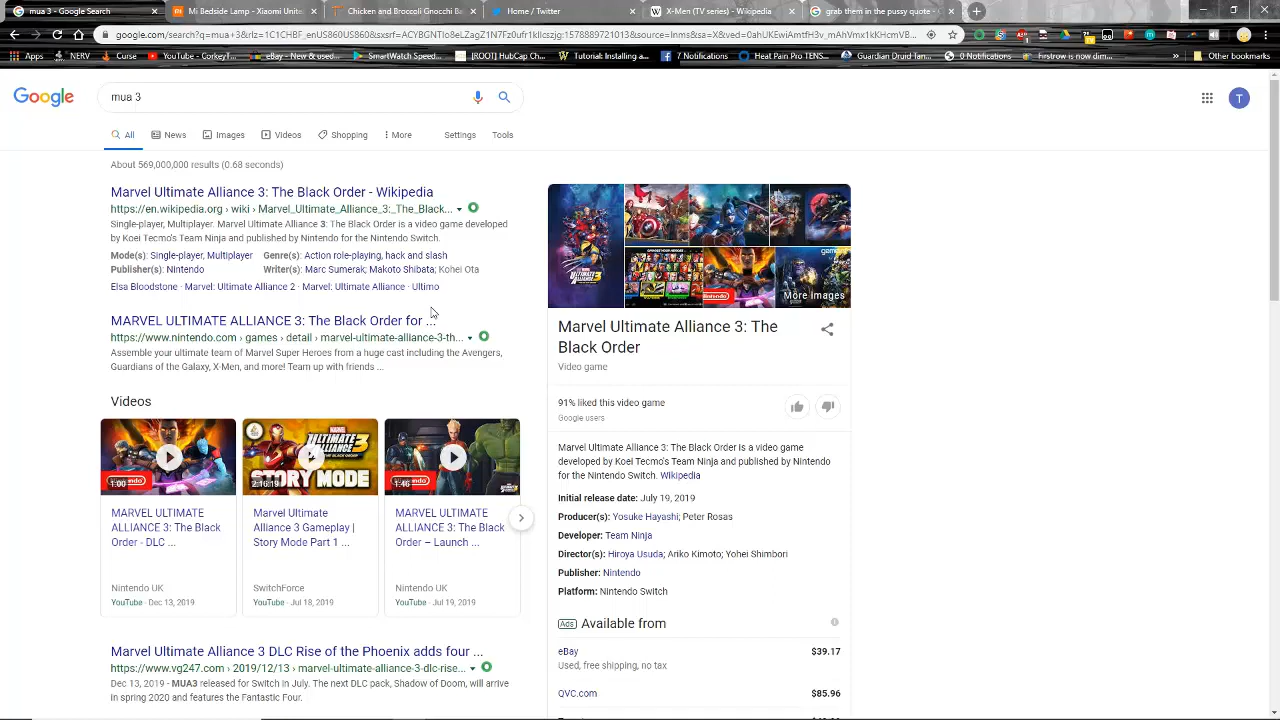 mua 3 - Google Search
Mi Bedside Lamp - Xiaomi Unite
Chicken and Broccoli Gnocchi B
Home / Twitter
X-Men (TV series) - Wikipedia
grab them in the pussy quote -
Apps
NERV
Curse
YouTube - CorkeyT
eBay - New & used...
SmartWatch Speed...
[ROOT] HubCap Ch...
Tutorial: Installing a...
7 Notifications
Heat Pain Pro TENS...
Guardian Druid Tan...
0 Notifications
Firstrow is now dim...
Other bookmarks
Google
mua 3
T
All
News
Images
Videos
Shopping
More
Settings
Tools
About 569,000,000 results (0.68 seconds)
Marvel Ultimate Alliance 3: The Black Order - Wikipedia
https://en.wikipedia.org › wiki › Marvel_Ultimate_Alliance_3:_The_Black...
Single-player, Multiplayer. Marvel Ultimate Alliance 3: The Black Order is a video game developed
by Koei Tecmo's Team Ninja and published by Nintendo for the Nintendo Switch.
Mode(s): Single-player, Multiplayer Genre(s): Action role-playing, hack and slash
Publisher(s): Nintendo Writer(s): Marc Sumerak; Makoto Shibata; Kohei Ota
Elsa Bloodstone · Marvel: Ultimate Alliance 2 · Marvel: Ultimate Alliance · Ultimo
MARVEL ULTIMATE ALLIANCE 3: The Black Order for ...
https://www.nintendo.com › games › detail › marvel-ultimate-alliance-3-th...
Assemble your ultimate team of Marvel Super Heroes from a huge cast including the Avengers,
Guardians of the Galaxy, X-Men, and more! Team up with friends ...
Videos
1:00
2:16:19
ULTIMATE ALLIANCE 3
STORY MODE
1:46
MARVEL ULTIMATE
ALLIANCE 3: The Black
Order - DLC ...
Nintendo UK
YouTube · Dec 13, 2019
Marvel Ultimate
Alliance 3 Gameplay |
Story Mode Part 1 ...
SwitchForce
YouTube · Jul 18, 2019
MARVEL ULTIMATE
ALLIANCE 3: The Black
Order – Launch ...
Nintendo UK
YouTube · Jul 19, 2019
Marvel Ultimate Alliance 3 DLC Rise of the Phoenix adds four ...
https://www.vg247.com › 2019/12/13 › marvel-ultimate-alliance-3-dlc-rise...
Dec 13, 2019 - MUA3 released for Switch in July. The next DLC pack, Shadow of Doom, will arrive
in spring 2020 and features the Fantastic Four.
More Images
Marvel Ultimate Alliance 3: The
Black Order
Video game
91% liked this video game
Google users
Marvel Ultimate Alliance 3: The Black Order is a video game
developed by Koei Tecmo's Team Ninja and published by Nintendo
for the Nintendo Switch. Wikipedia
Initial release date: July 19, 2019
Producer(s): Yosuke Hayashi; Peter Rosas
Developer: Team Ninja
Director(s): Hiroya Usuda; Ariko Kimoto; Yohei Shimbori
Publisher: Nintendo
Platform: Nintendo Switch
Ads Available from
eBay $39.17
Used, free shipping, no tax
QVC.com $85.96